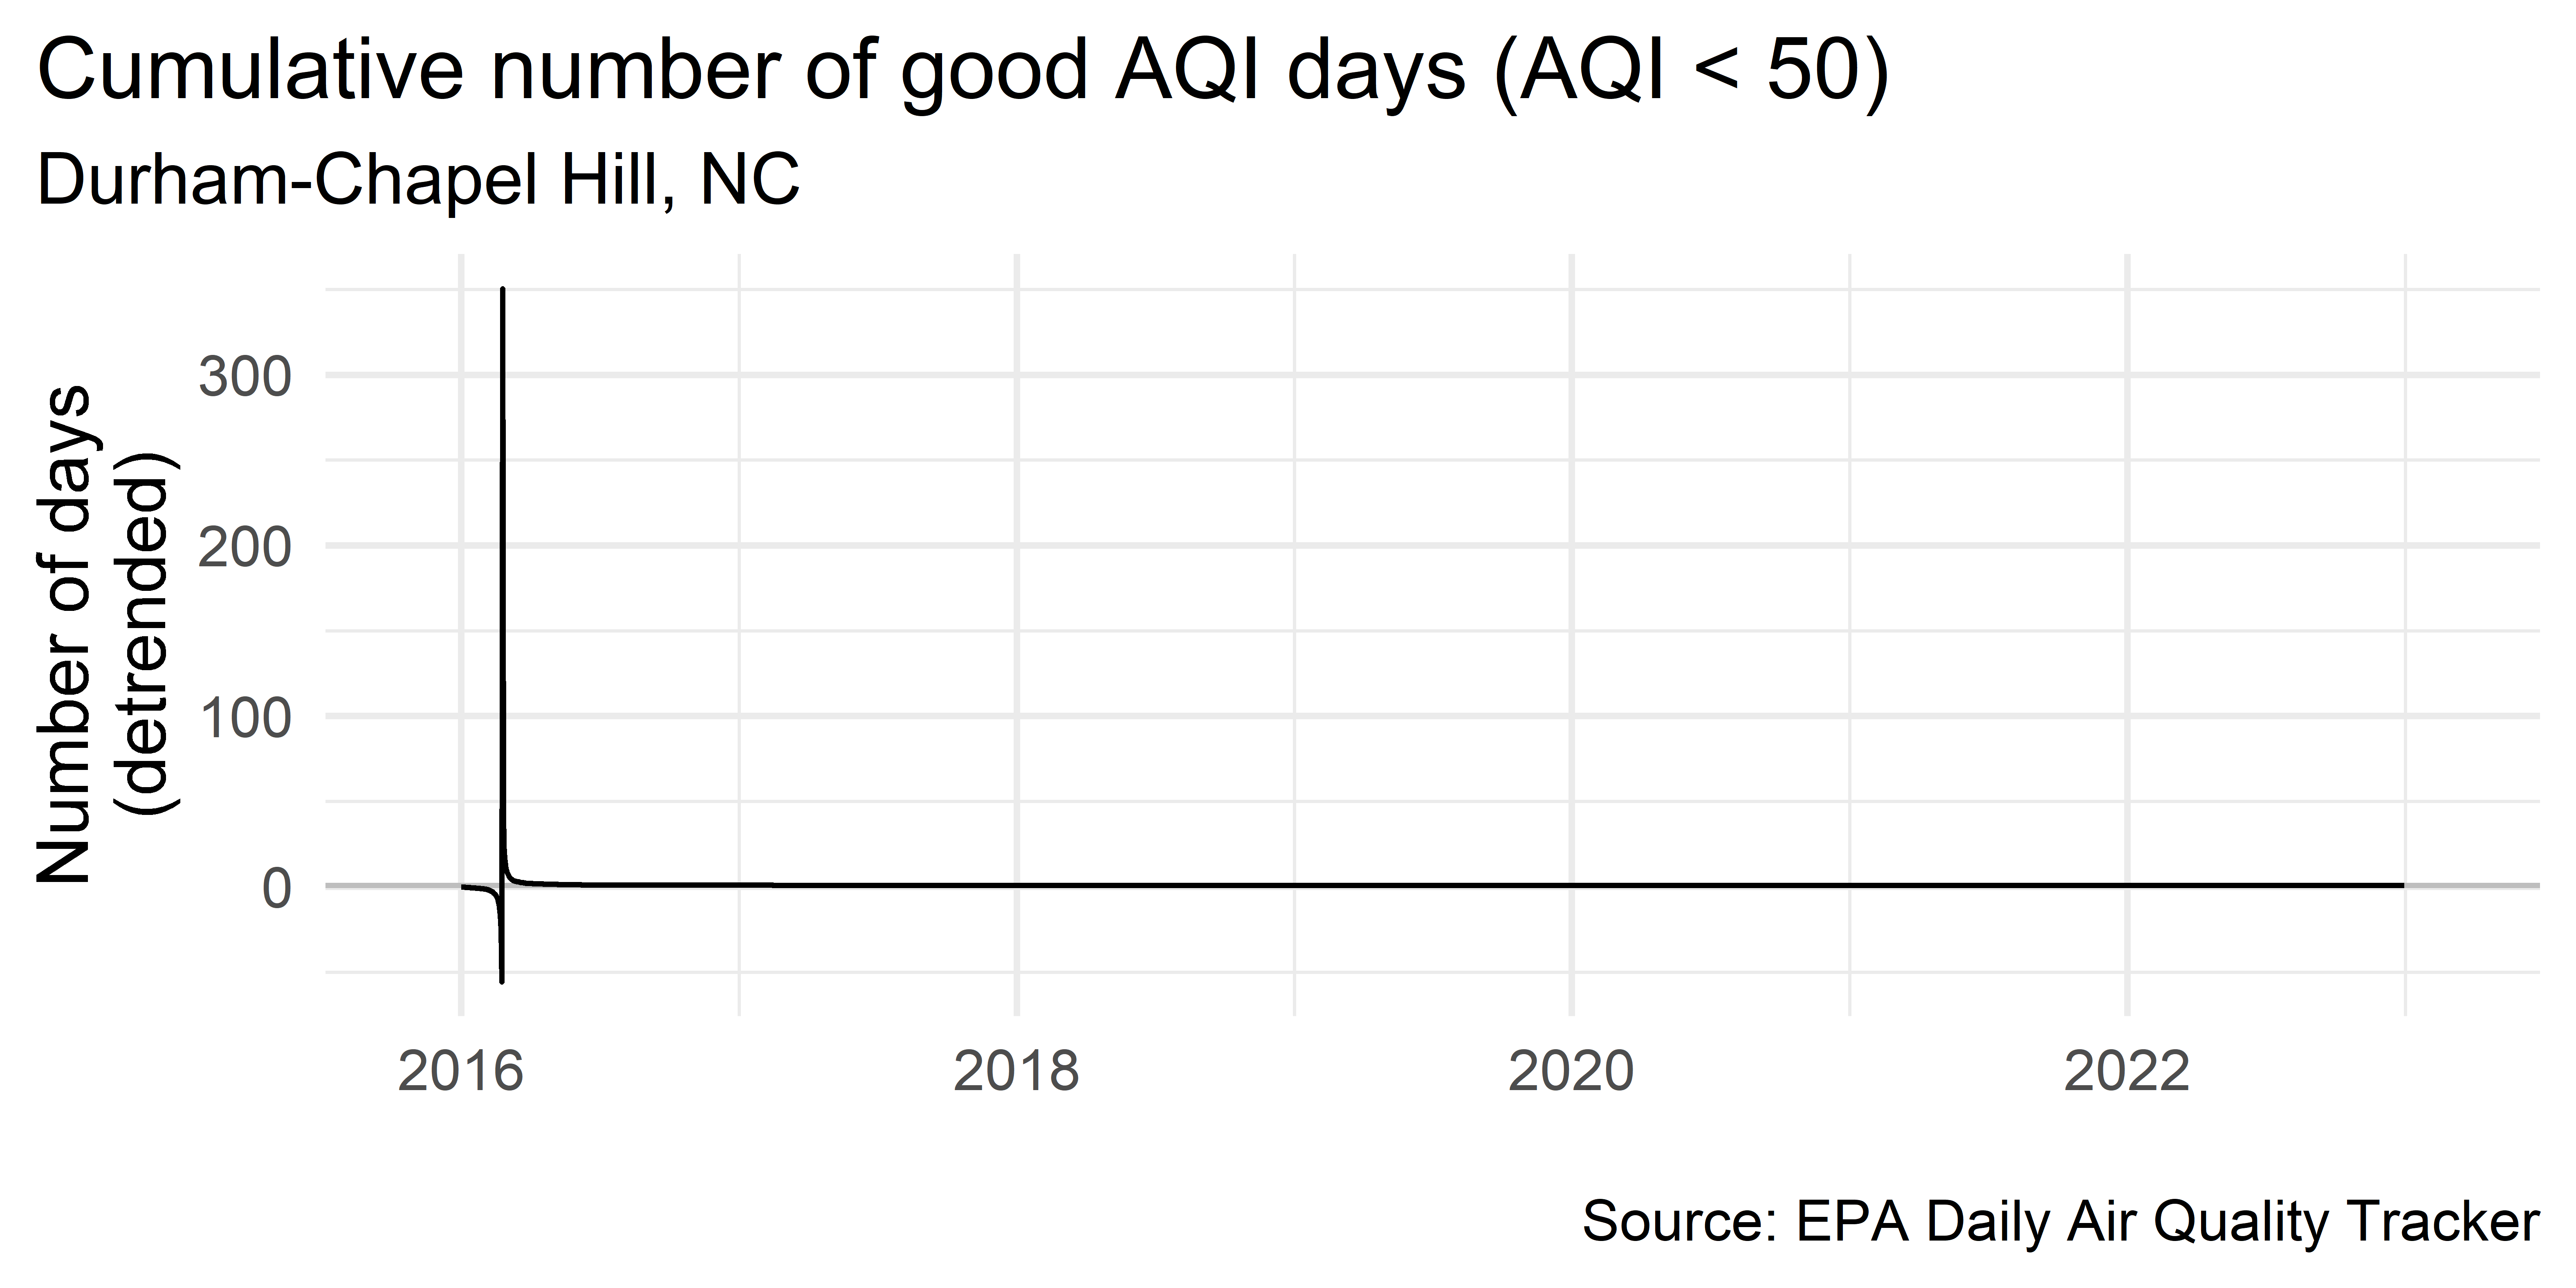 Cumulative number of good AQI days (AQI < 50)
Durham-Chapel Hill, NC
Number of days
(detrended)
300
200
100
0
2016
2018
2020
2022
Source: EPA Daily Air Quality Tracker